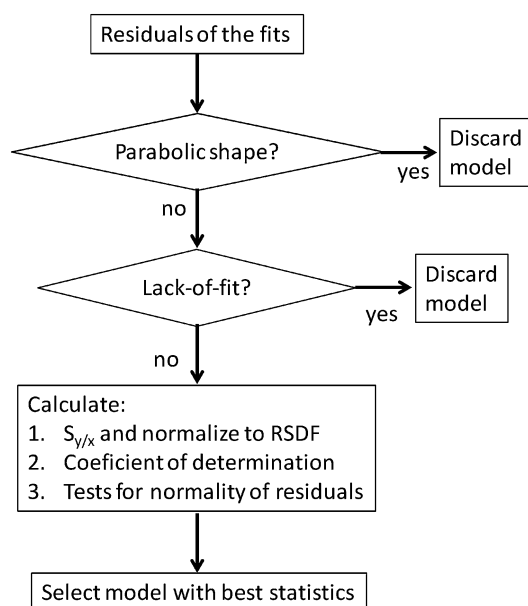 Residuals of the fits
Parabolic shape?
yes
Discard
model
no
Lack-of-fit?
yes
Discard
model
no
Calculate:
1. Sy/x and normalize to RSDF
2. Coeficient of determination
3. Tests for normality of residuals
Select model with best statistics